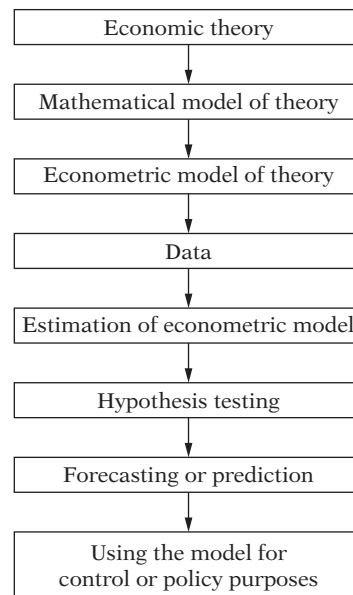 Economic theory
Mathematical model of theory
Econometric model of theory
Data
Estimation of econometric model
Hypothesis testing
Forecasting or prediction
Using the model for
control or policy purposes